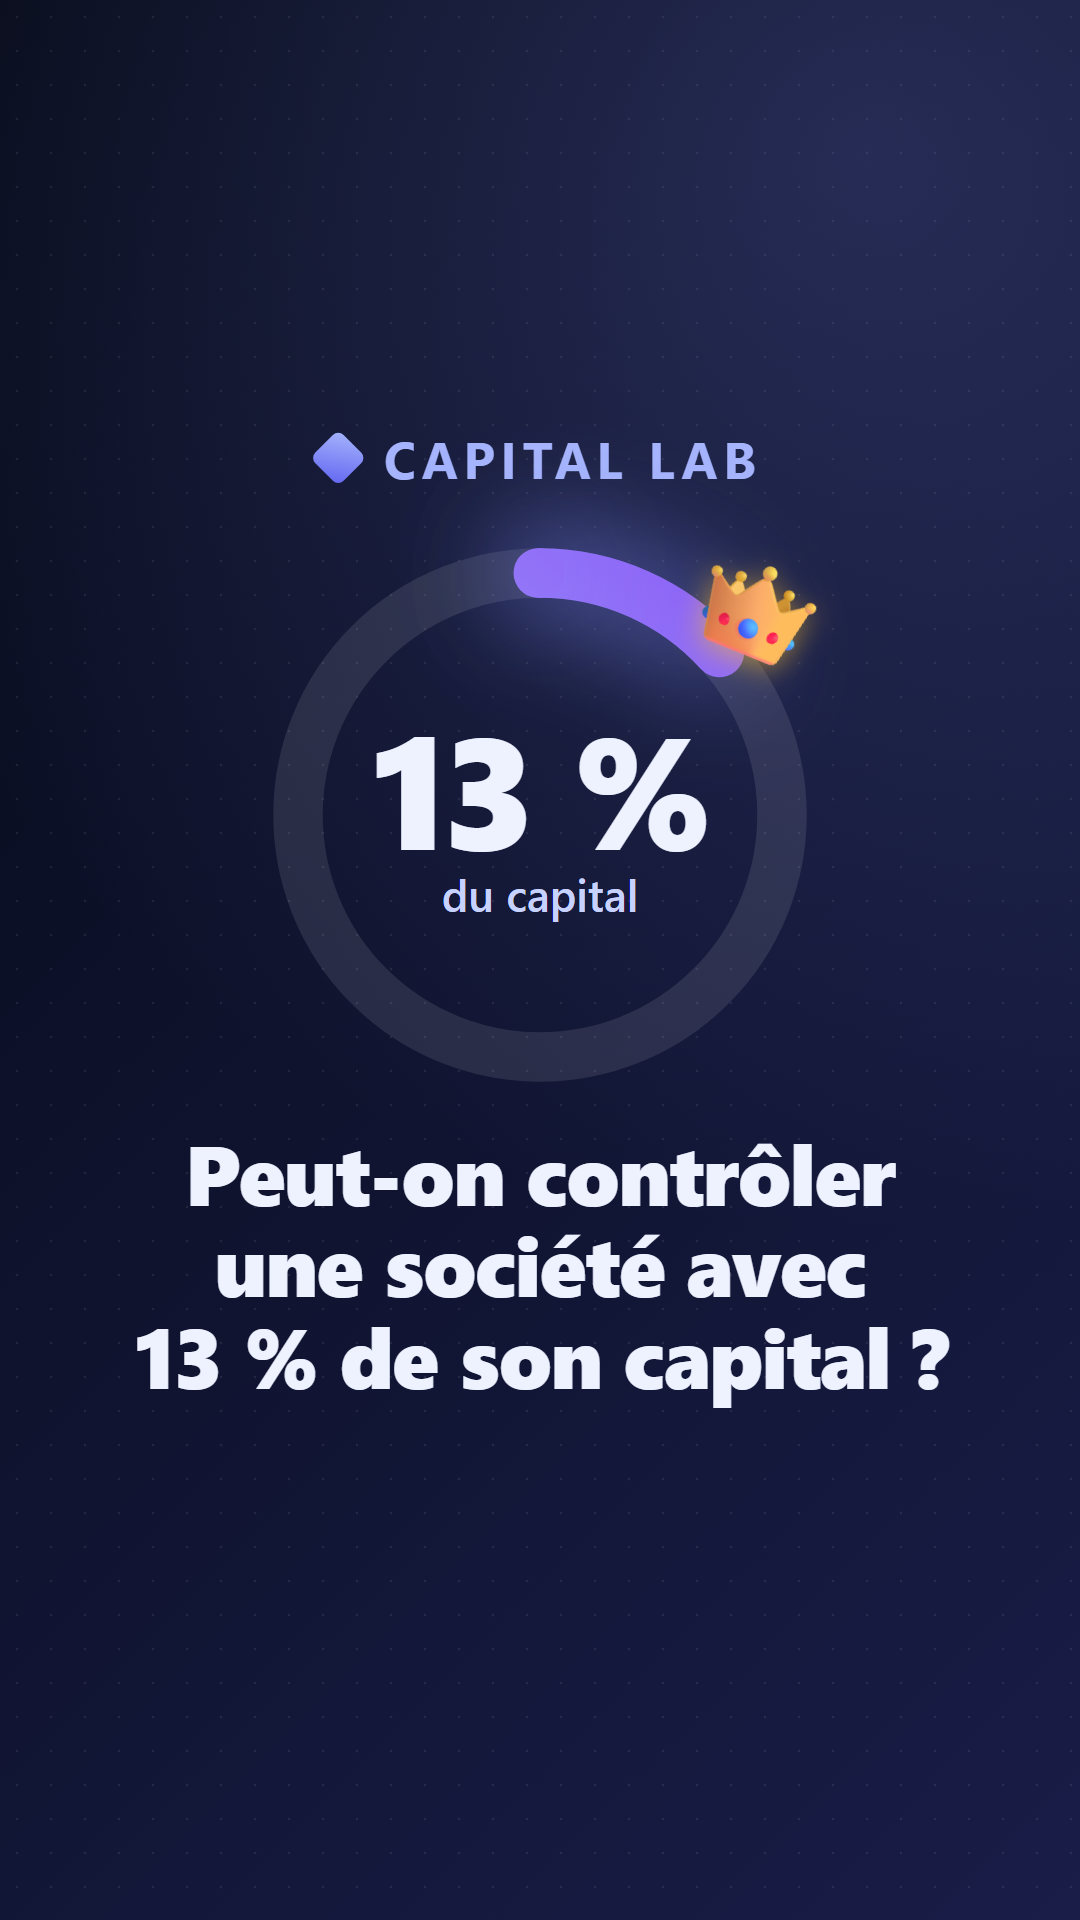 CAPITAL LAB
13 %
du capital
Peut-on contrôler
une société avec
13 % de son capital ?